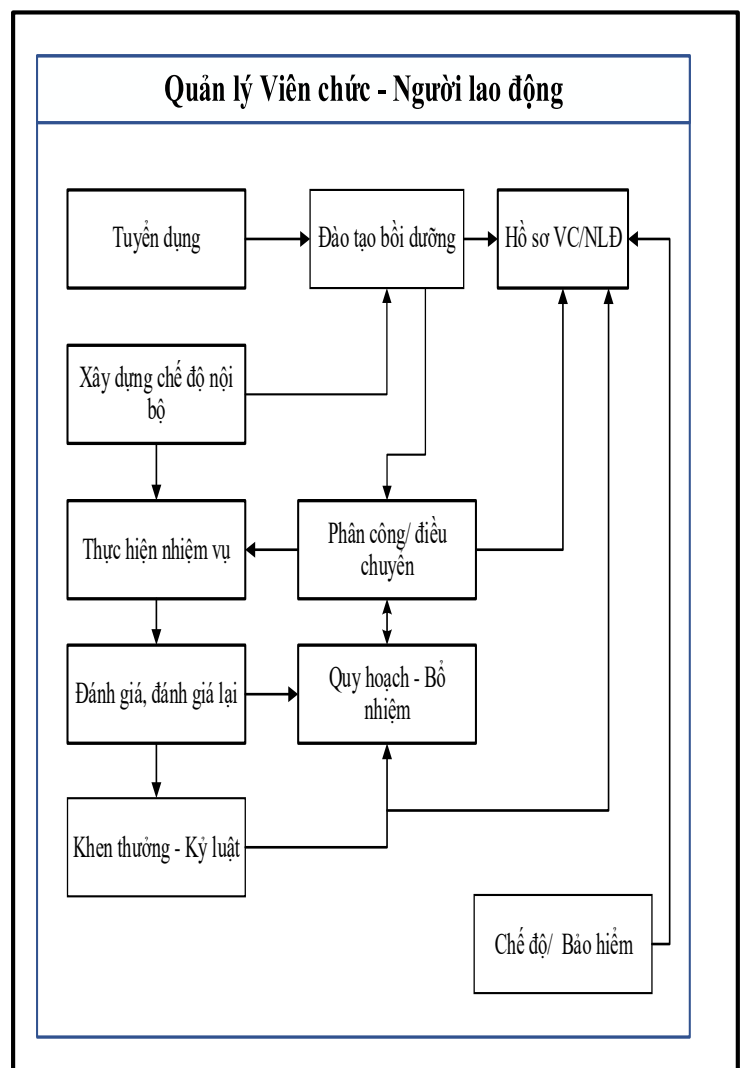 Quản lý Viên chức - Người lao động
Tuyển dụng
Đào tạo bồi dưỡng
Hồ sơ VC/NLĐ
Xây dựng chế độ nội
bộ
Thực hiện nhiệm vụ
Phân công/ điều
chuyển
Đánh giá, đánh giá lại
Quy hoạch - Bổ
nhiệm
Khen thưởng - Kỷ luật
Chế độ/ Bảo hiểm